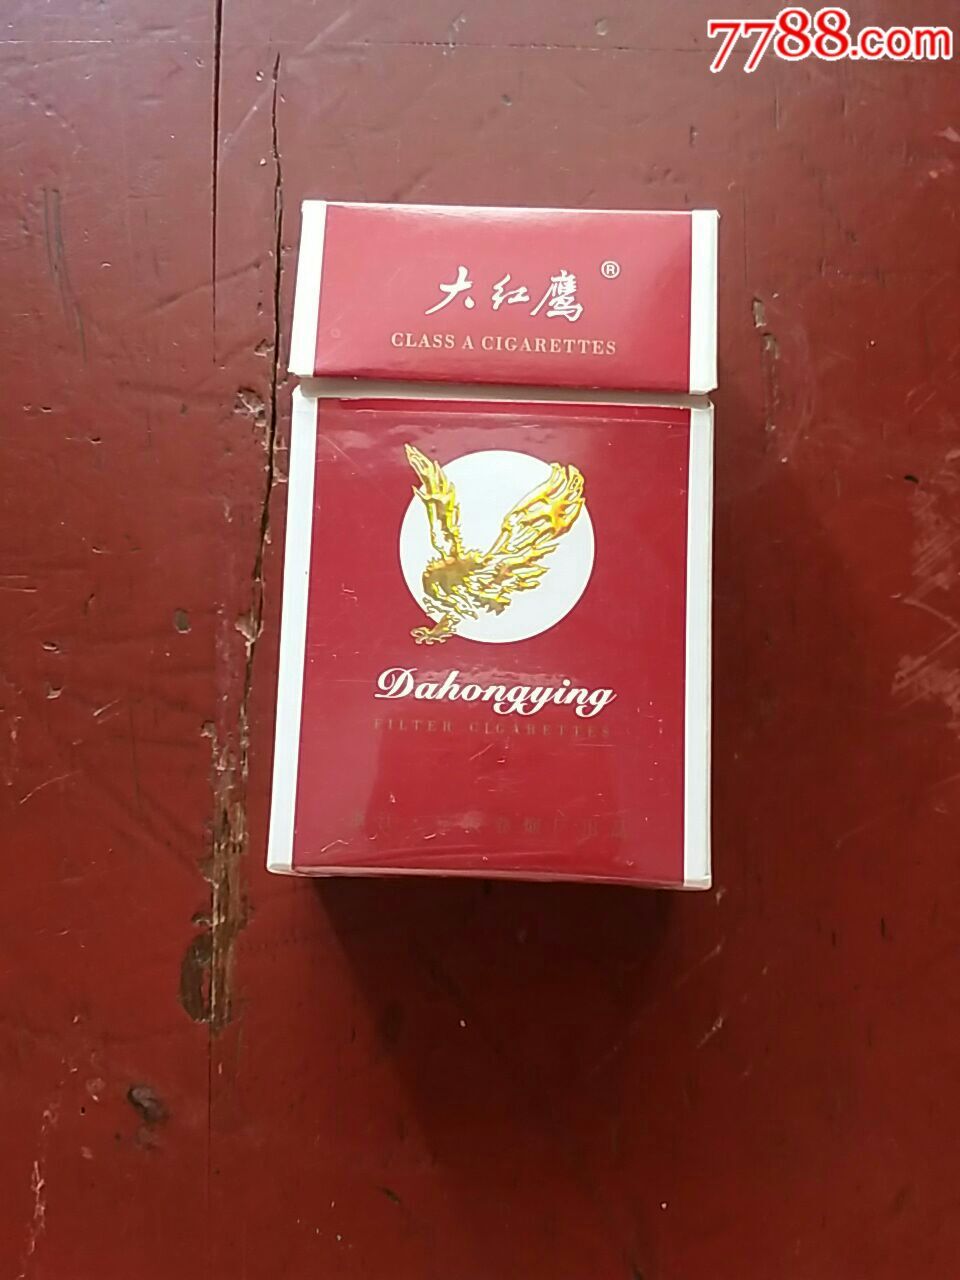 7788.com
大红鹰®
CLASS A CIGARETTES
Dahongying
FILTER CIGARETTES